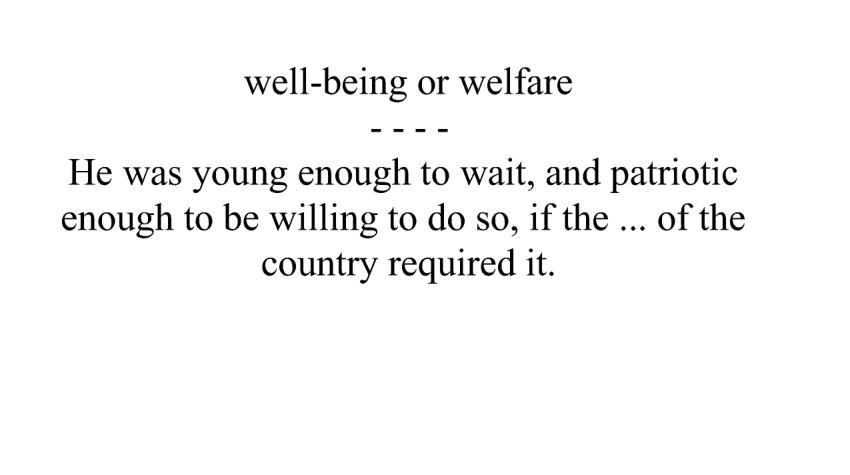 well-being or welfare
- - - -
He was young enough to wait, and patriotic
enough to be willing to do so, if the ... of the
country required it.